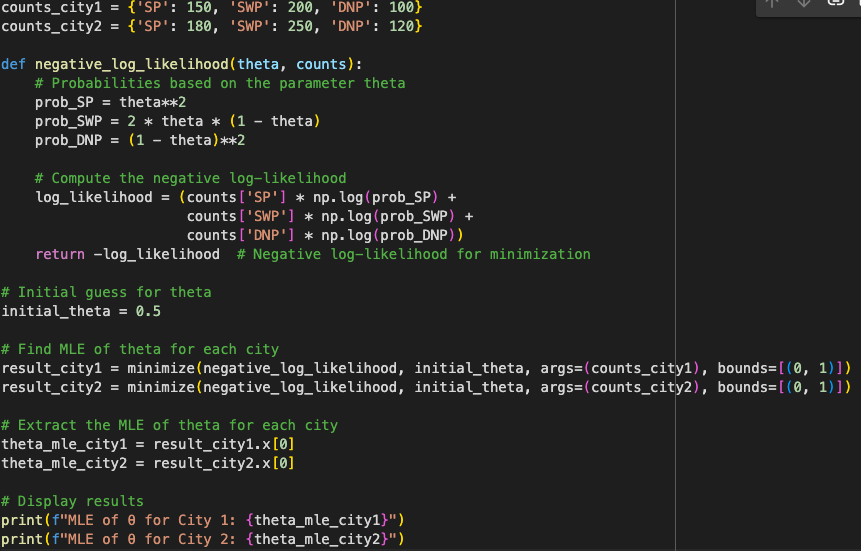 counts_city1 = {'SP': 150, 'SWP': 200, 'DNP': 100}
counts_city2 = {'SP': 180, 'SWP': 250, 'DNP': 120}

def negative_log_likelihood(theta, counts):
    # Probabilities based on the parameter theta
    prob_SP = theta**2
    prob_SWP = 2 * theta * (1 - theta)
    prob_DNP = (1 - theta)**2

    # Compute the negative log-likelihood
    log_likelihood = (counts['SP'] * np.log(prob_SP) +
                      counts['SWP'] * np.log(prob_SWP) +
                      counts['DNP'] * np.log(prob_DNP))
    return -log_likelihood  # Negative log-likelihood for minimization

# Initial guess for theta
initial_theta = 0.5

# Find MLE of theta for each city
result_city1 = minimize(negative_log_likelihood, initial_theta, args=(counts_city1), bounds=[(0, 1)])
result_city2 = minimize(negative_log_likelihood, initial_theta, args=(counts_city2), bounds=[(0, 1)])

# Extract the MLE of theta for each city
theta_mle_city1 = result_city1.x[0]
theta_mle_city2 = result_city2.x[0]

# Display results
print(f"MLE of θ for City 1: {theta_mle_city1}")
print(f"MLE of θ for City 2: {theta_mle_city2}")